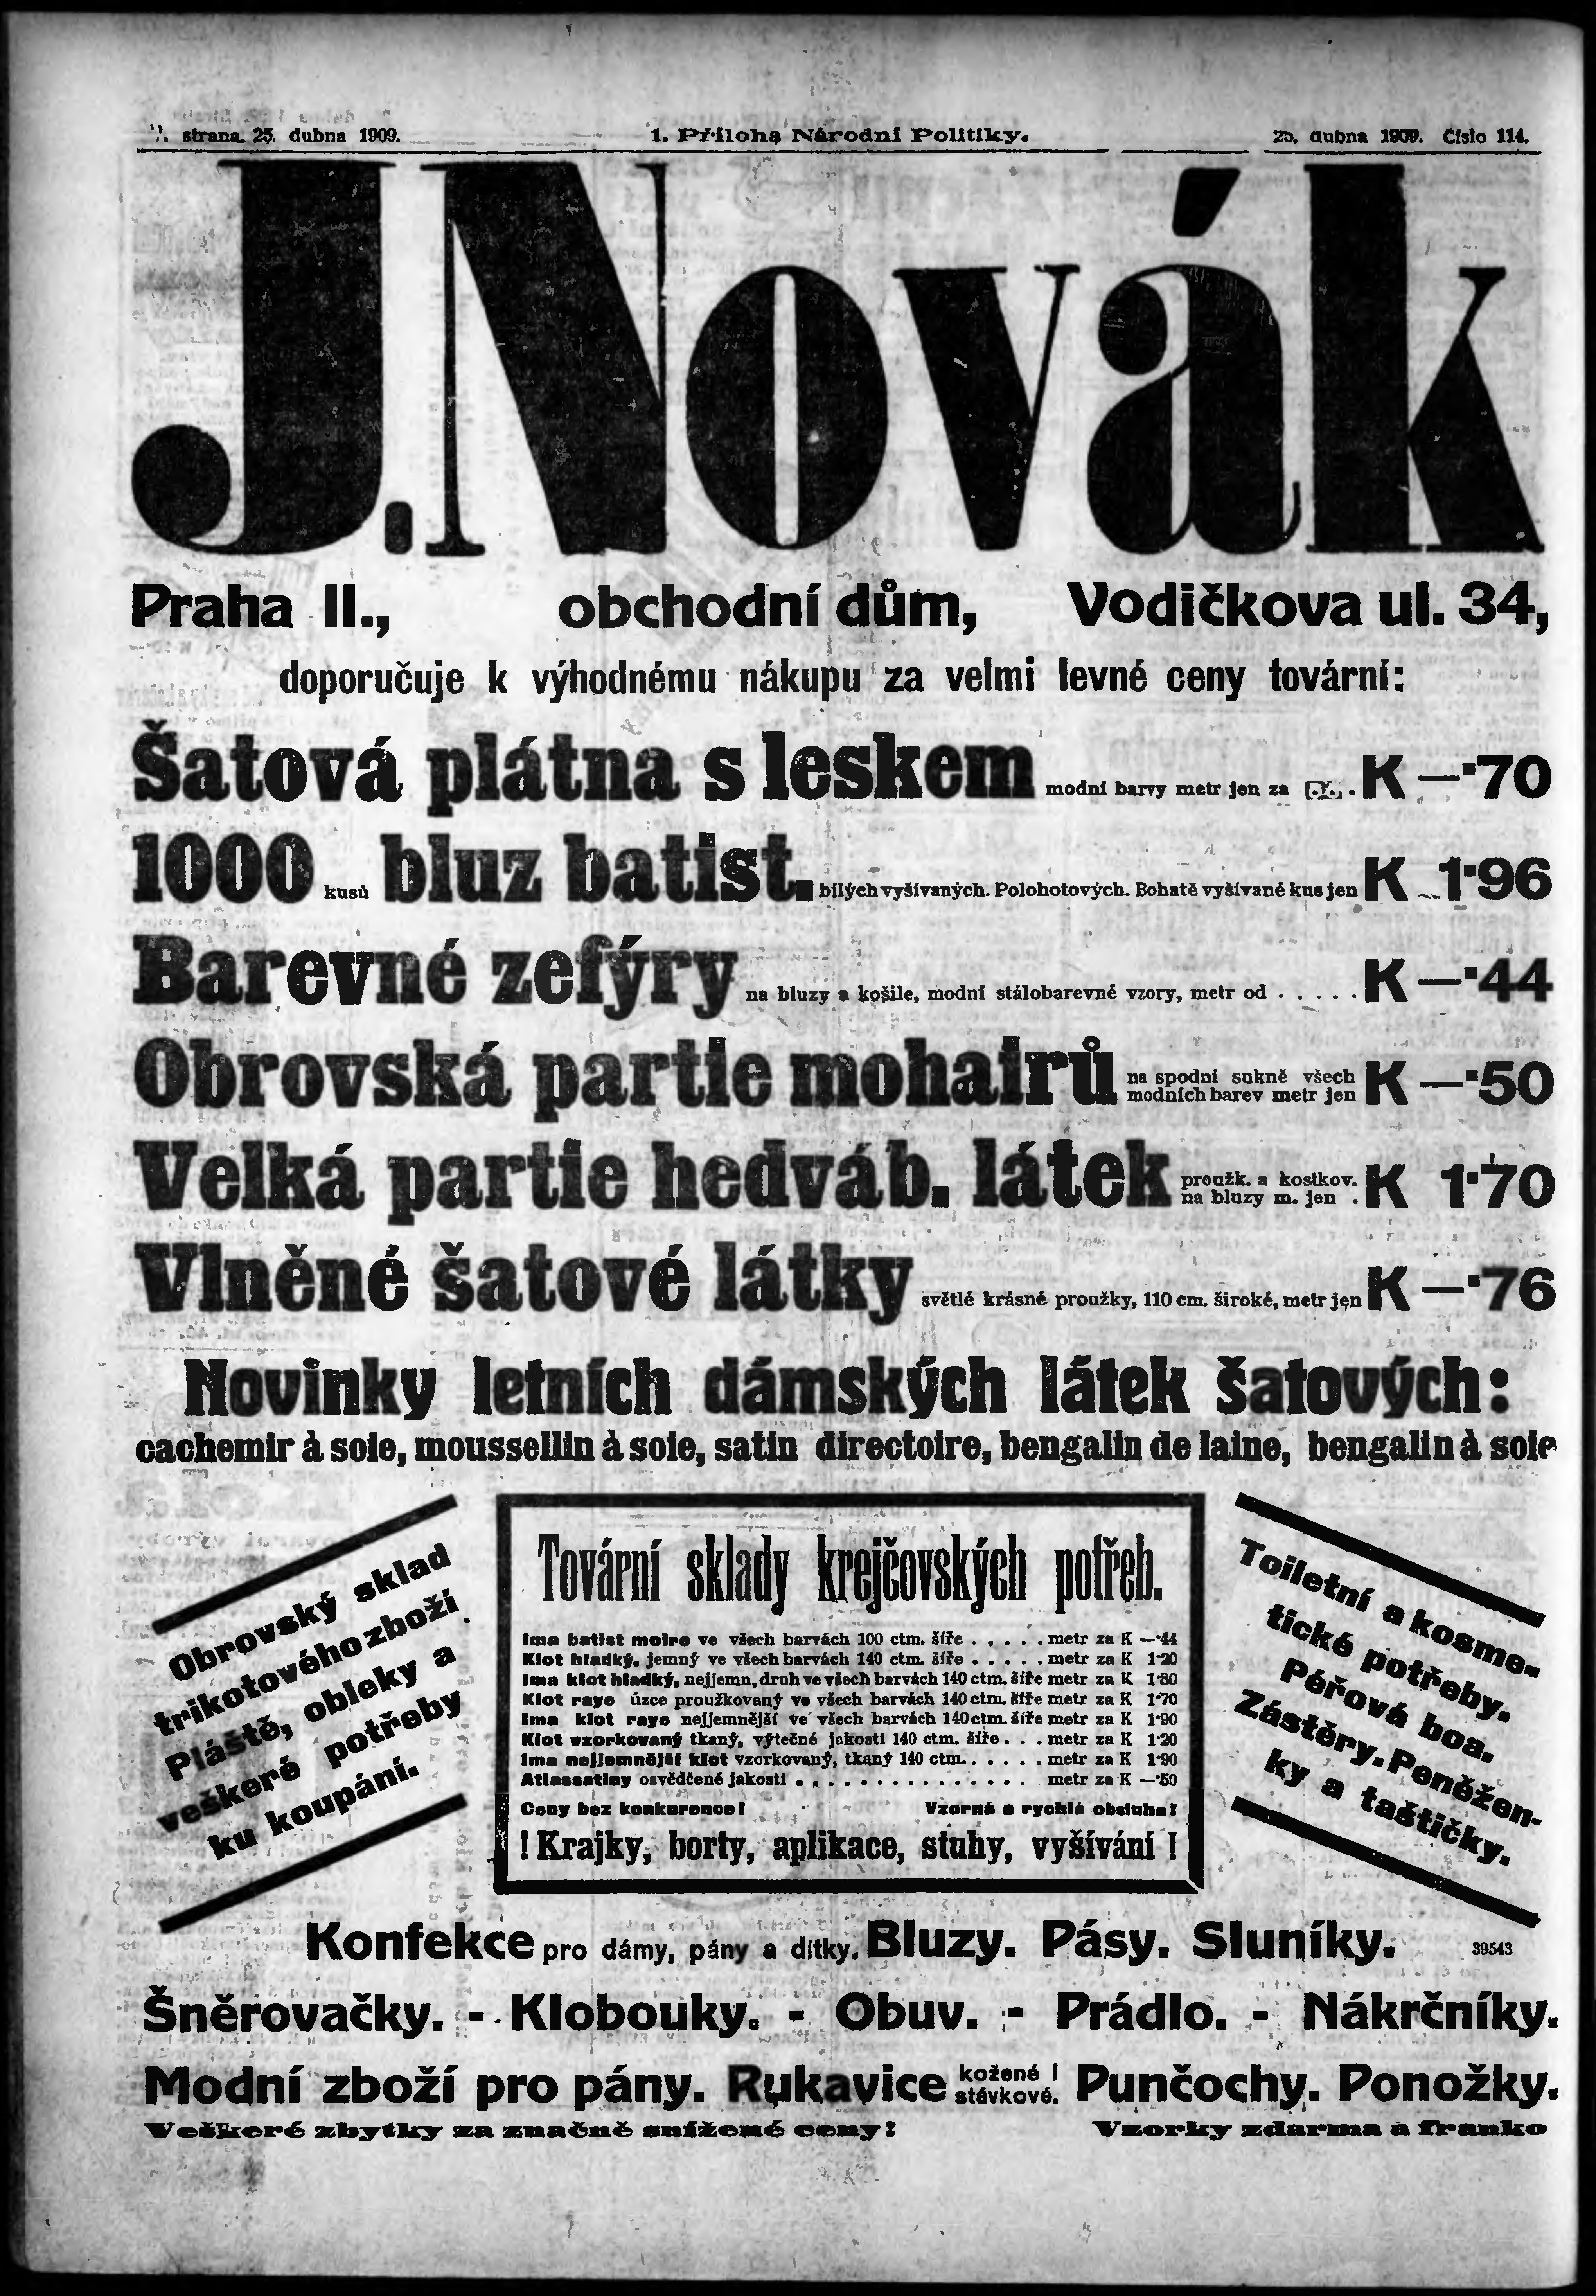 strana. 25. dubna 1909.
1. Příloha Národní Politiky.
25. dubna 1909. Číslo 114.
J. Novák
Praha II., obchodní dům, Vodičkova ul. 34,
doporučuje k výhodnému nákupu za velmi levné ceny tovární:
Šatová plátna s leskem modní barvy metr jen za . K —·70
1000 kusů bluz batist. bílých vyšívaných. Polohotových. Bohatě vyšívané kus jen K 1·96
Barevné zefýry na bluzy a košile, modní stálobarevné vzory, metr od . . . . . K —·44
Obrovská partie mohairů na spodní sukně všech modních barev metr jen K —·50
Velká partie hedváb. látek proužk. a kostkov. na bluzy m. jen . K 1·70
Vlněné šatové látky světlé krásné proužky, 110 cm. široké, metr jen K —·76
Novinky letních dámských látek šatových:
cachemir à soie, moussellin à soie, satin directoire, bengalin de laine, bengalin à soie
Obrovský sklad
trikotového zboží.
Pláště, obleky a
veškeré potřeby
ku koupání.
Tovární sklady krejčovských potřeb.
Ima batist moire ve všech barvách 100 ctm. šíře . . . . . metr za K —·44
Klot hladký, jemný ve všech barvách 140 ctm. šíře . . . . . metr za K 1·20
Ima klot hladký, nejjemn, druh ve všech barvách 140 ctm. šíře metr za K 1·80
Klot raye úzce proužkovaný ve všech barvách 140 ctm. šíře metr za K 1·70
Ima klot raye nejjemnější ve všech barvách 140 ctm. šíře metr za K 1·90
Klot vzorkovaný tkaný, výtečné jakosti 140 ctm. šíře . . . metr za K 1·20
Ima nejjemnější klot vzorkovaný, tkaný 140 ctm. . . . . . metr za K 1·90
Atlassatiny osvědčené jakosti . . . . . . . . . . . . . . . metr za K —·50
Ceny bez konkurence! Vzorná a rychlá obsluha!
! Krajky, borty, aplikace, stuhy, vyšívání !
Toiletní a kosme-
tické potřeby.
Péřová boa.
Zástěry. Peněžen-
ky a taštičky.
Konfekce pro dámy, pány a dítky. Bluzy. Pásy. Sluníky. 39543
Šněrovačky. - Klobouky. - Obuv. - Prádlo. - Nákrčníky.
Modní zboží pro pány. Rukavice kožené i stávkové. Punčochy. Ponožky.
Veškeré zbytky za značně snížené ceny! Vzorky zdarma a franko